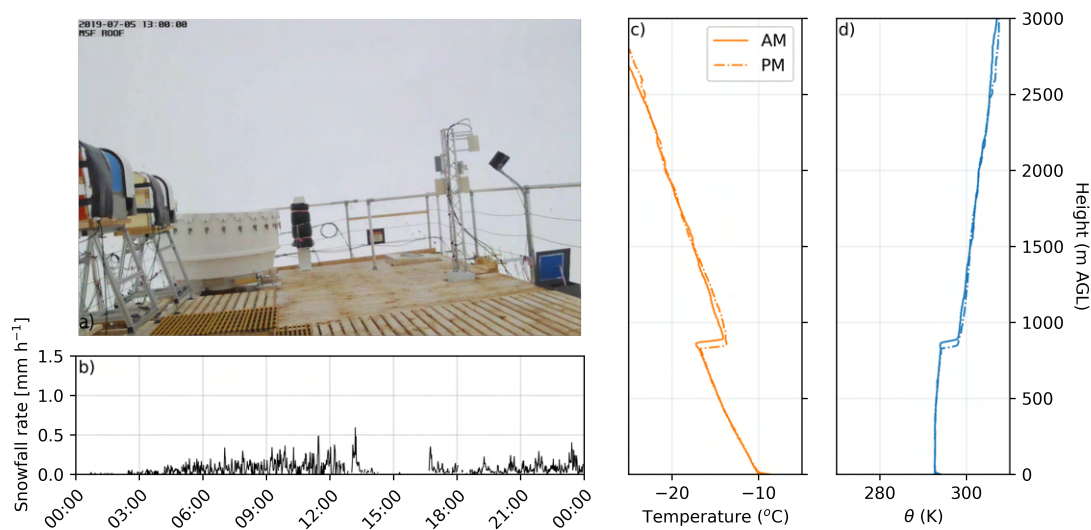 2019-07-05 13:00:00
MSF ROOF
a)
b)
Snowfall rate [mm h⁻¹]
1.5
1.0
0.5
0.0
00:00
03:00
06:00
09:00
12:00
15:00
18:00
21:00
00:00
c)
AM
PM
−20
−10
Temperature (°C)
d)
3000
2500
2000
1500
1000
500
0
Height (m AGL)
280
300
θ (K)